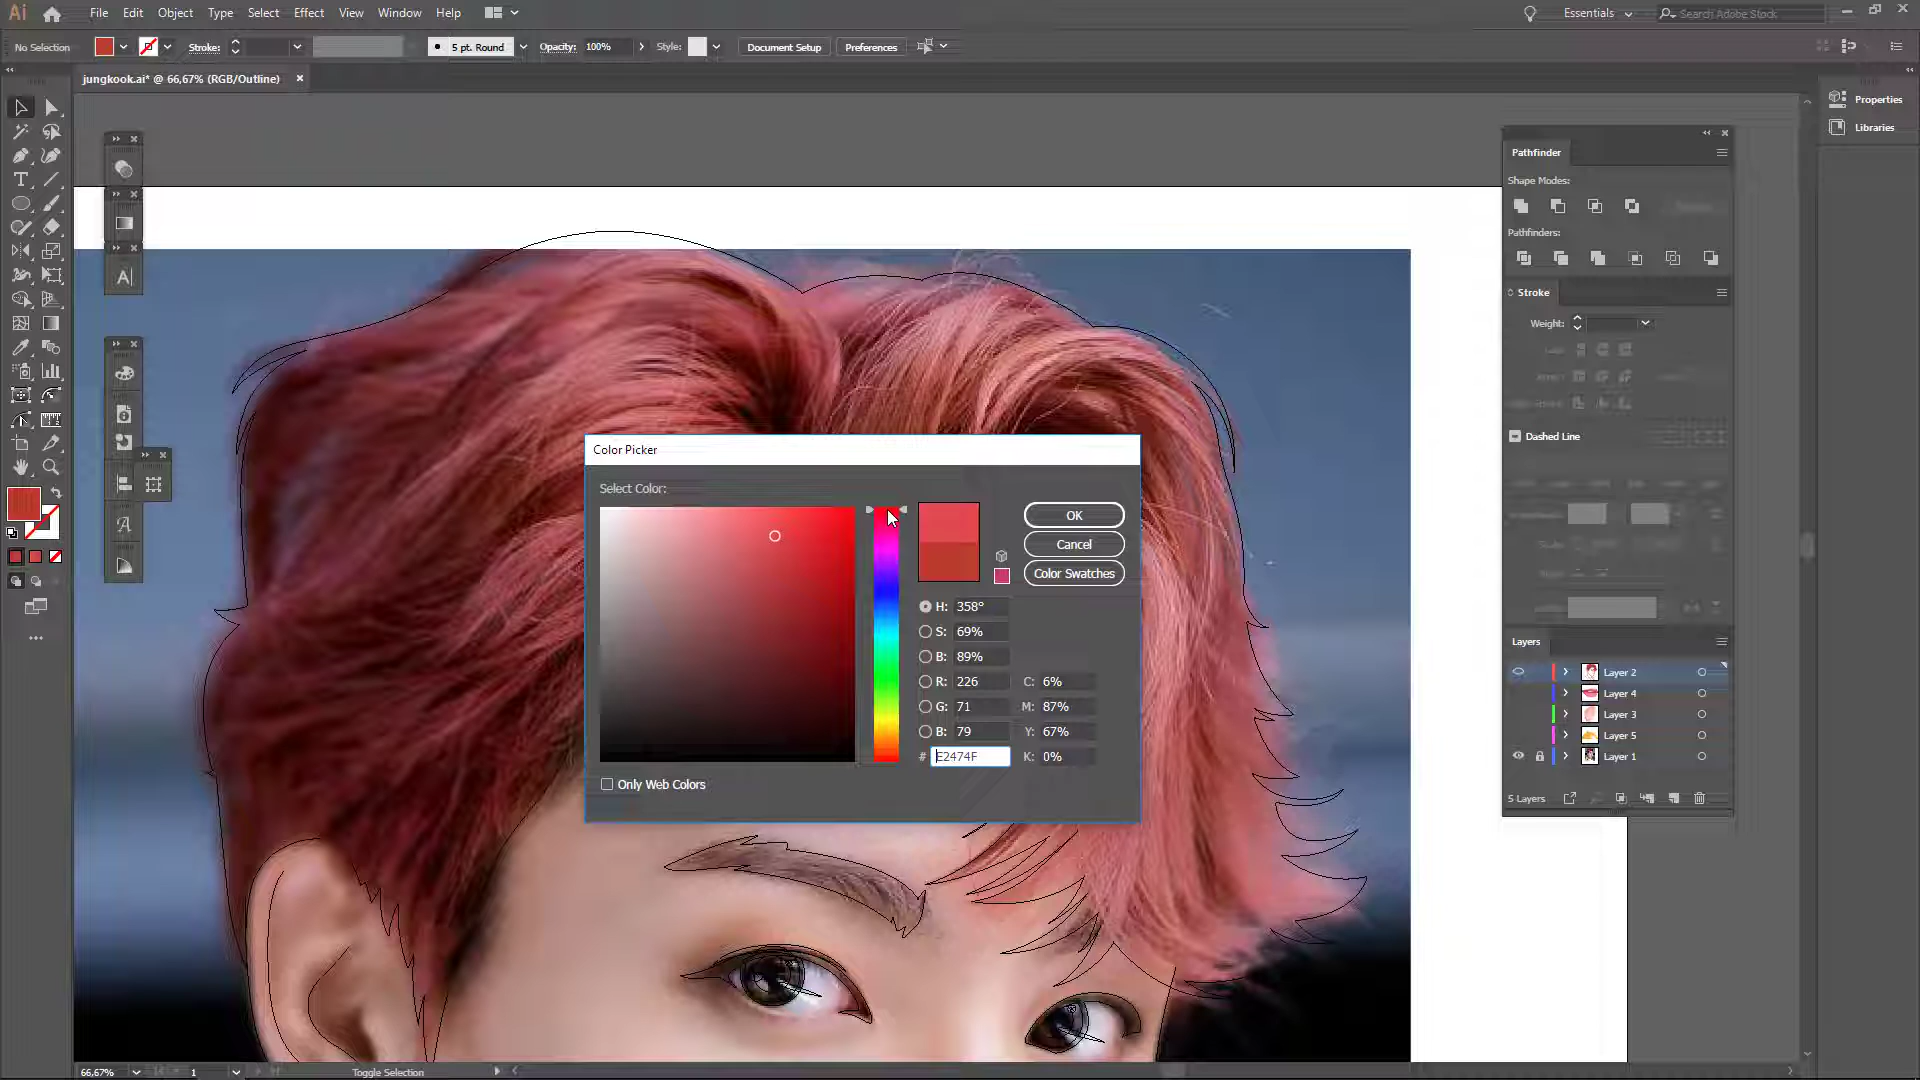 Ai File Edit Object Type Select Effect View Window Help Essentials Search Adobe Stock
No Selection Stroke: 5 pt. Round Opacity: 100% Style: Document Setup Preferences
jungkook.ai* @ 66,67% (RGB/Outline)
Properties
Libraries
Pathfinder
Shape Modes:
Pathfinders:
Stroke
Weight:
Dashed Line
Color Picker
Select Color:
OK
Cancel
Color Swatches
H: 358°
S: 69%
B: 89%
R: 226 C: 6%
G: 71 M: 87%
B: 79 Y: 67%
# E2474F K: 0%
Only Web Colors
Layers
Layer 2
Layer 4
Layer 3
Layer 5
Layer 1
5 Layers
66,67% 1 Toggle Selection